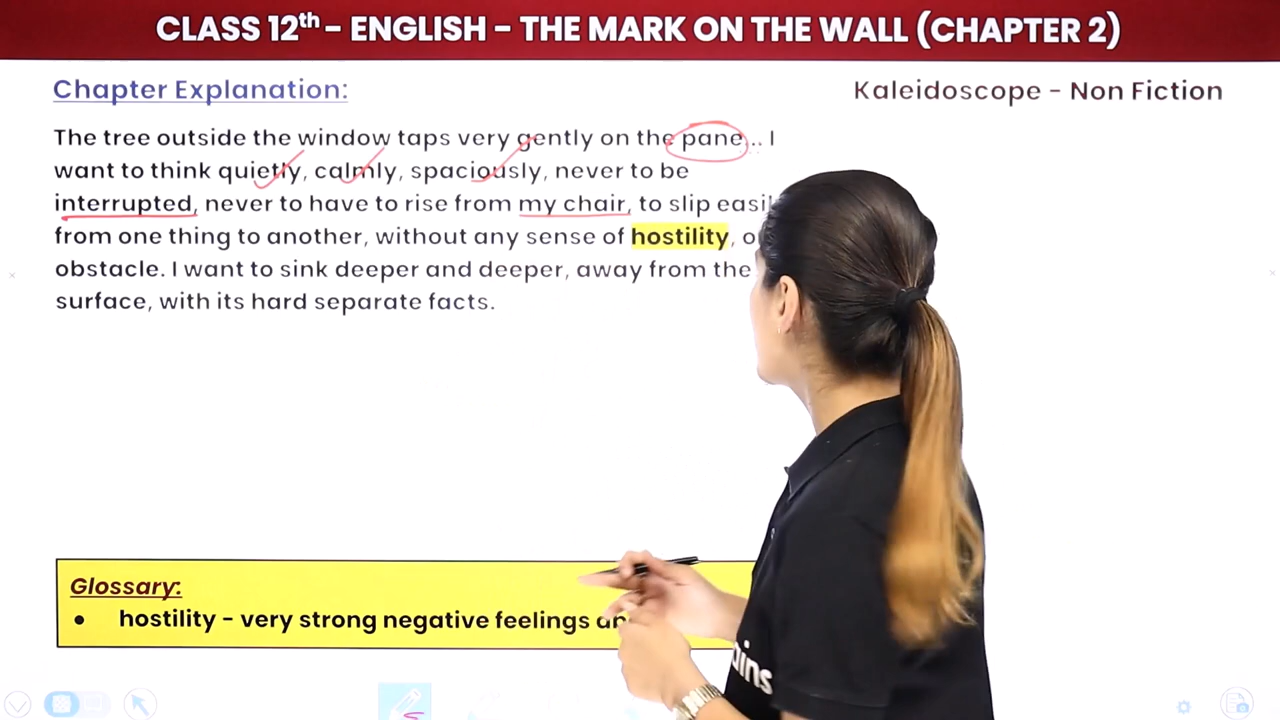 CLASS 12th – ENGLISH – THE MARK ON THE WALL (CHAPTER 2)
Chapter Explanation:
Kaleidoscope - Non Fiction
The tree outside the window taps very gently on the pane... I
want to think quietly, calmly, spaciously, never to be
interrupted, never to have to rise from my chair, to slip
from one thing to another, without any sense of hostility,
obstacle. I want to sink deeper and deeper, away from the
surface, with its hard separate facts.
Glossary:
● hostility - very strong negative feelings